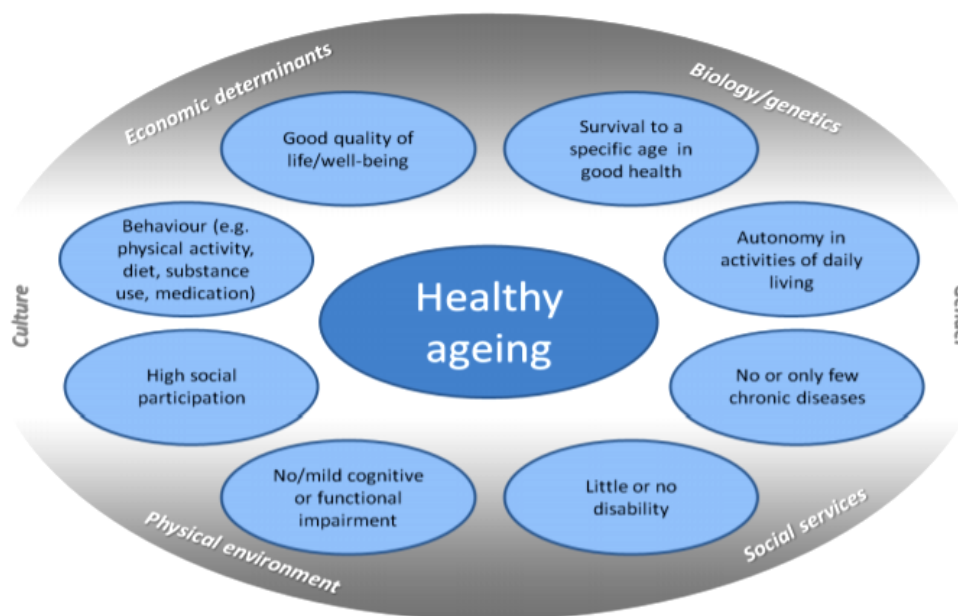 Economic determinants
Biology/genetics
Good quality of
life/well-being
Survival to a
specific age in
good health
Behaviour (e.g.
physical activity,
diet, substance
use, medication)
Autonomy in
activities of daily
living
Culture
Healthy
ageing
High social
participation
No or only few
chronic diseases
No/mild cognitive
or functional
impairment
Little or no
disability
Physical environment
Social services